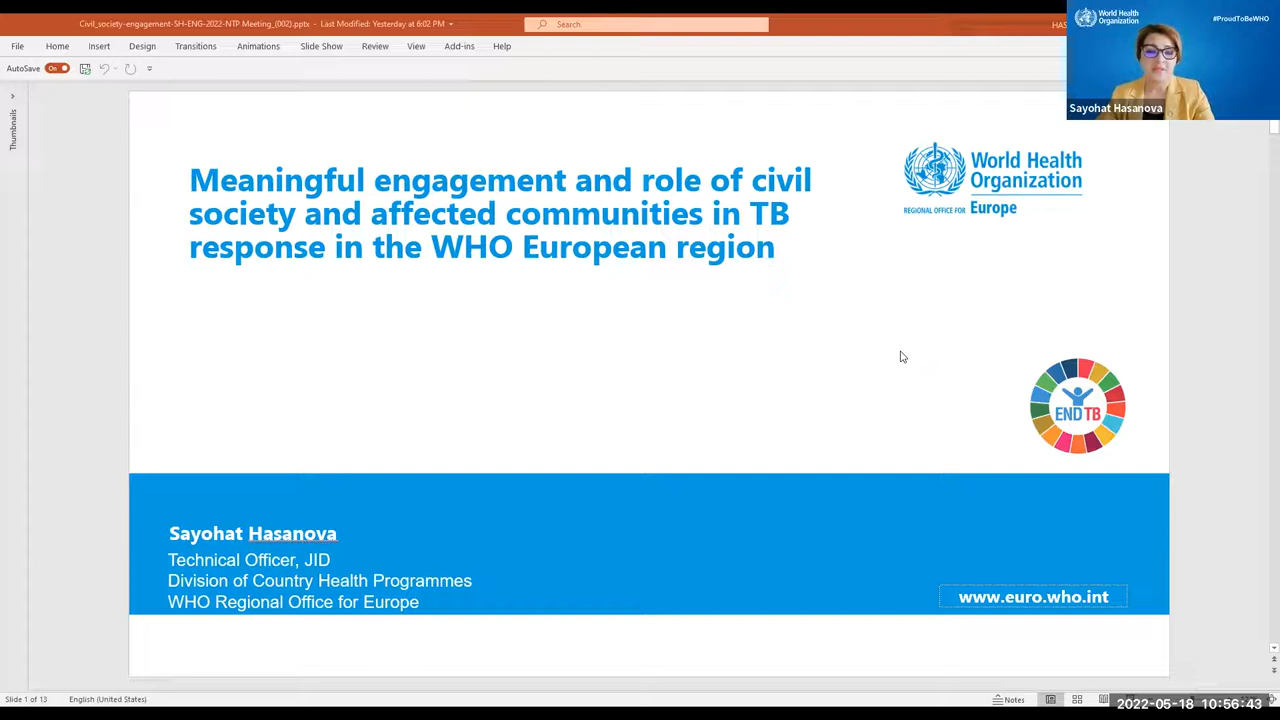 Civil_society-engagement-SH-ENG-2022-NTP Meeting_(002).pptx - Last Modified: Yesterday at 6:02 PM
Search
HAS
World Health
Organization
#ProudToBeWHO
Sayohat Hasanova
File Home Insert Design Transitions Animations Slide Show Review View Add-ins Help
AutoSave On
Thumbnails
Meaningful engagement and role of civil
society and affected communities in TB
response in the WHO European region
World Health
Organization
REGIONAL OFFICE FOR Europe
END TB
Sayohat Hasanova
Technical Officer, JID
Division of Country Health Programmes
WHO Regional Office for Europe
www.euro.who.int
Slide 1 of 13 English (United States) Notes
2022-05-18 10:56:43